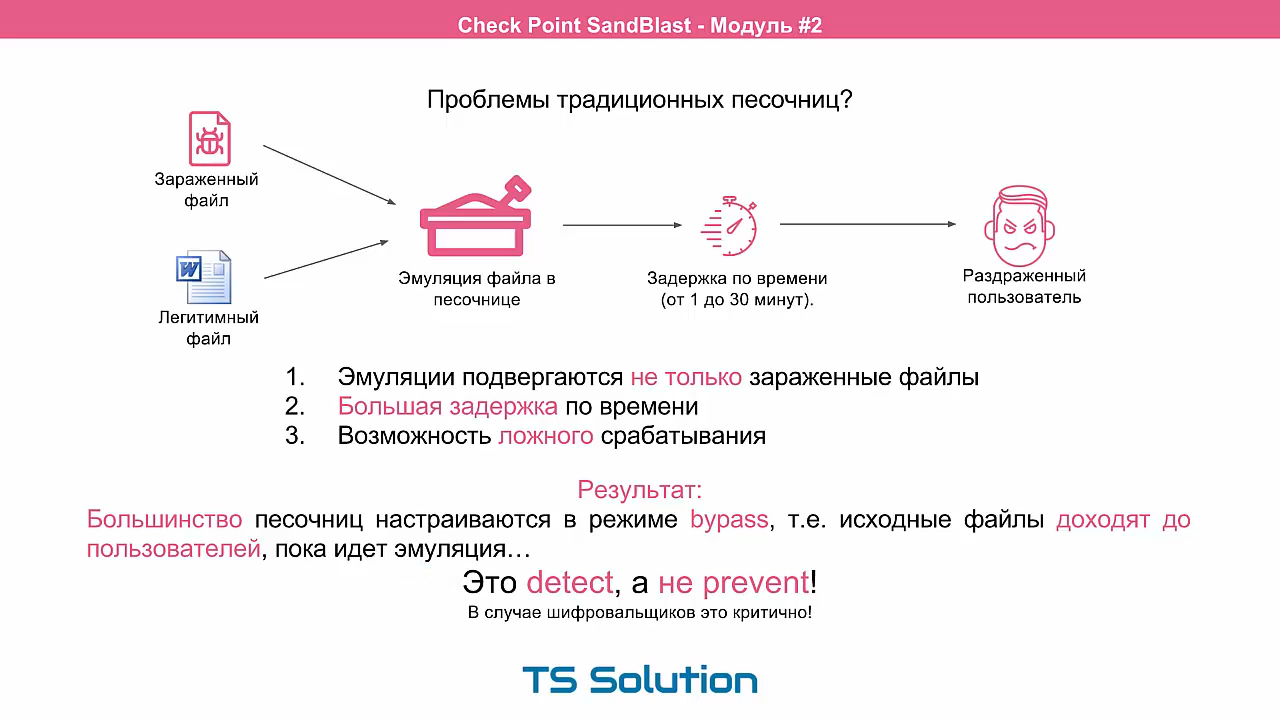 Check Point SandBlast - Модуль #2
Проблемы традиционных песочниц?
Зараженный
файл
Легитимный
файл
Эмуляция файла в
песочнице
Задержка по времени
(от 1 до 30 минут).
Раздраженный
пользователь
1. Эмуляции подвергаются не только зараженные файлы
2. Большая задержка по времени
3. Возможность ложного срабатывания
Результат:
Большинство песочниц настраиваются в режиме bypass, т.е. исходные файлы доходят до
пользователей, пока идет эмуляция…
Это detect, а не prevent!
В случае шифровальщиков это критично!
TS Solution